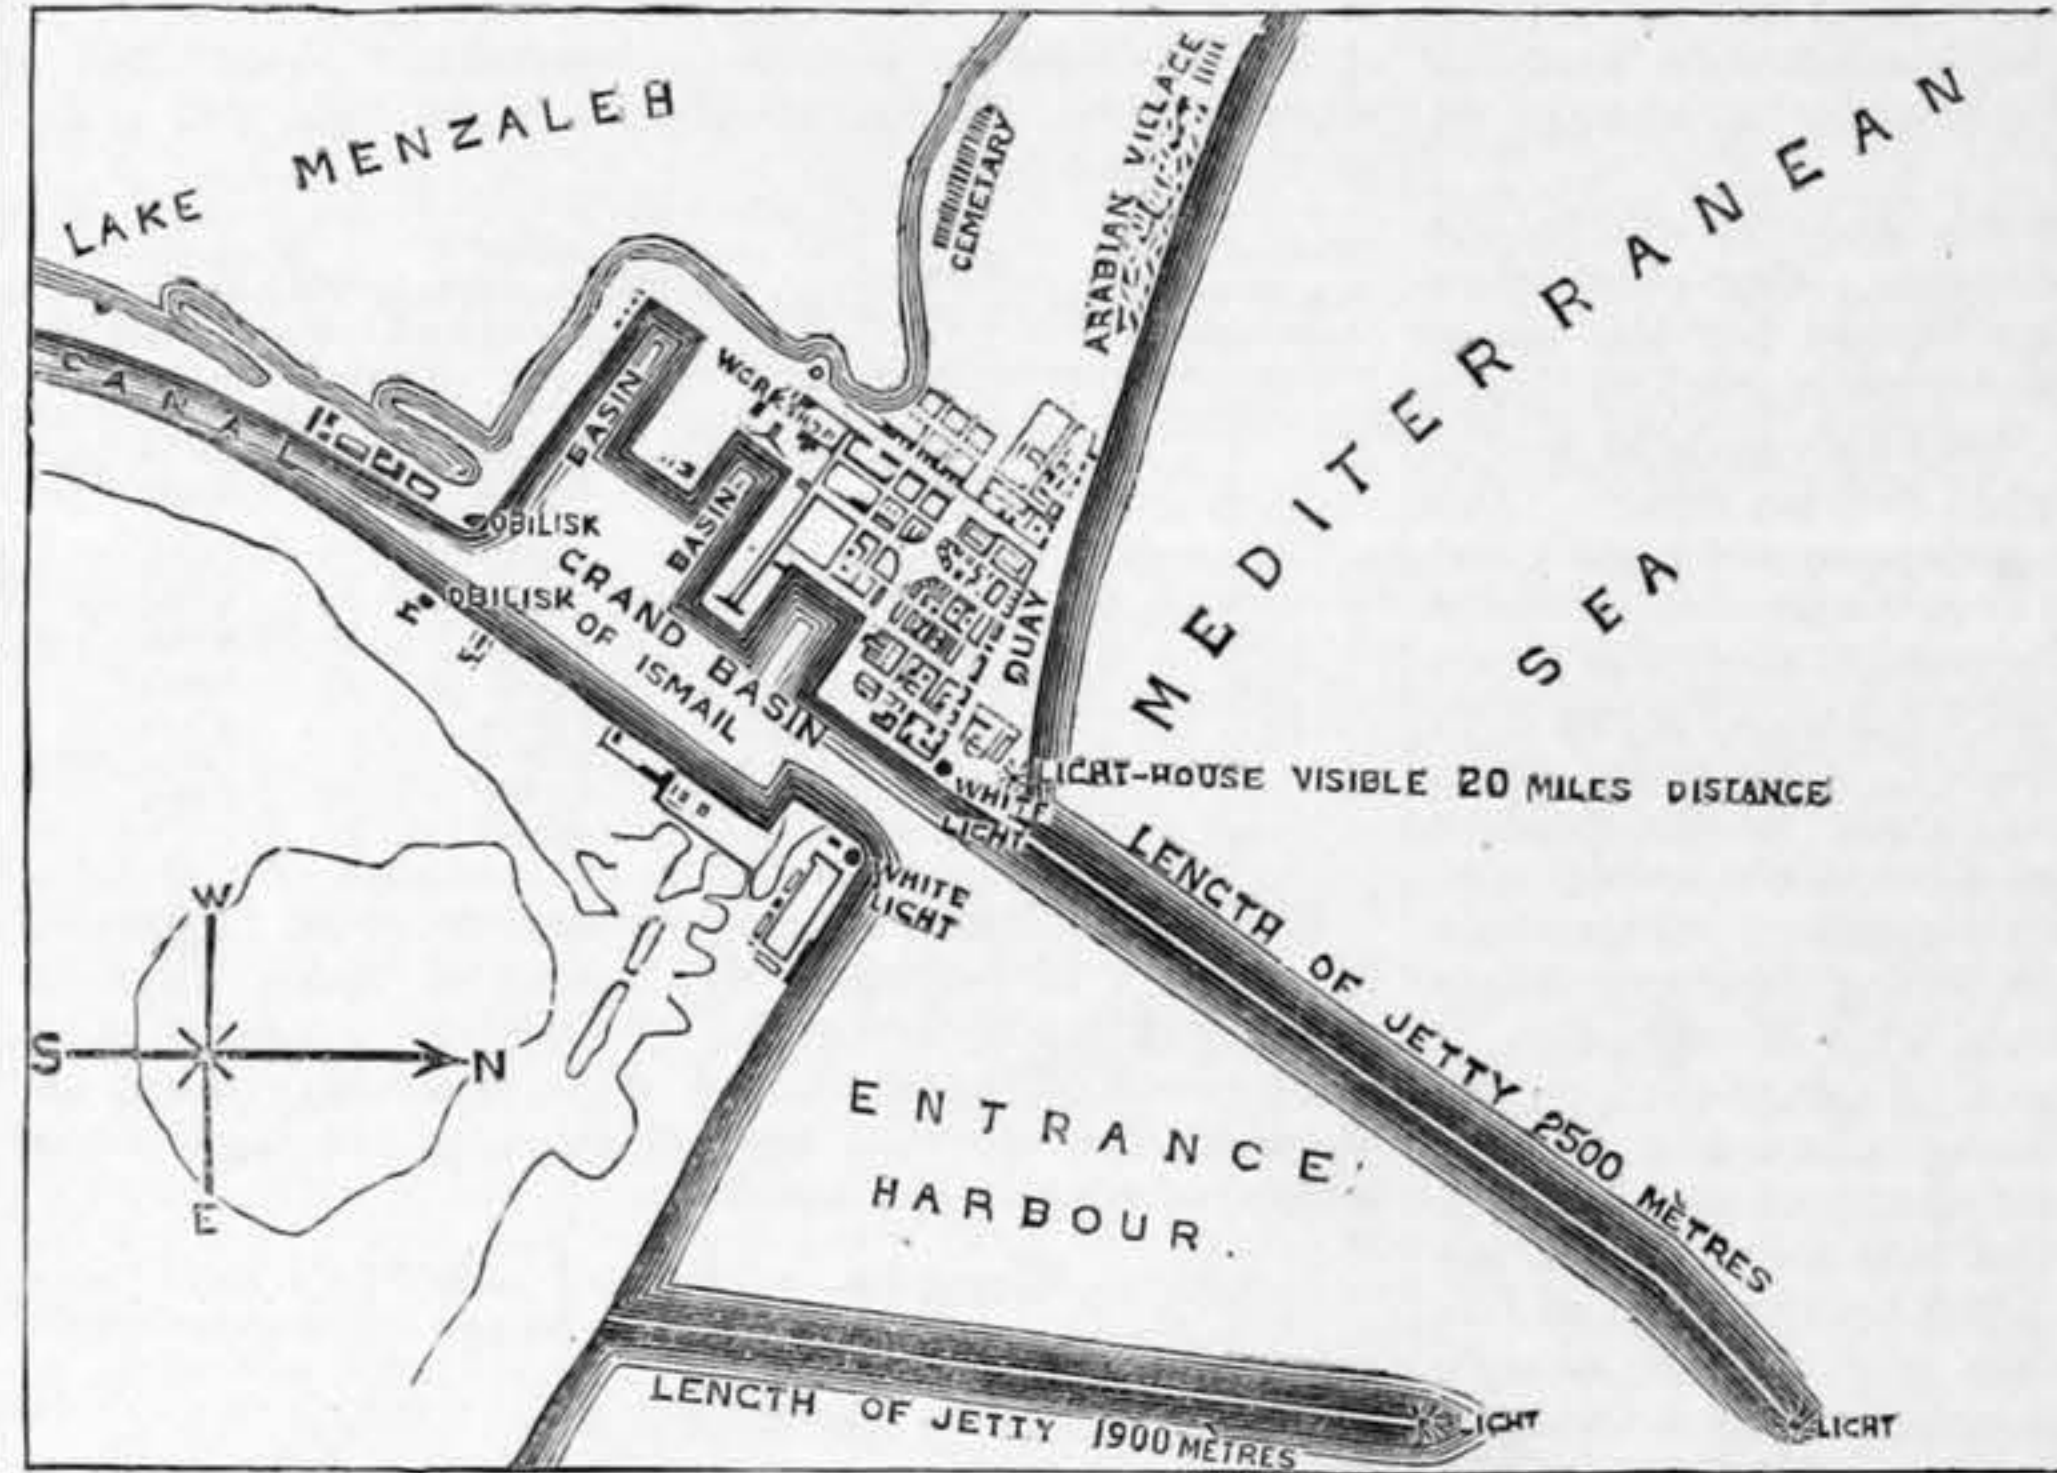 LAKE MENZALEH
CEMETARY
ARABIAN VILLAGE
MEDITERRANEAN
SEA
CANAL
BASIN
WORKSHOP
BASIN
OBILISK
OBILISK
GRAND BASIN
OF ISMAIL
QUAY
LIGHT-HOUSE VISIBLE 20 MILES DISTANCE
WHITE
LIGHT
WHITE
LIGHT
LENGTH OF JETTY 2500 MÈTRES
W
S
N
E
ENTRANCE
HARBOUR.
LENGTH OF JETTY 1900 MÈTRES
LIGHT
LIGHT